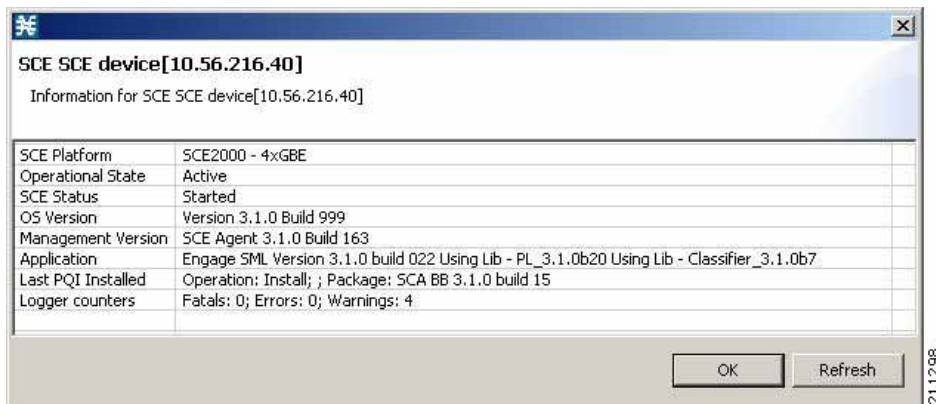 SCE SCE device[10.56.216.40]
Information for SCE SCE device[10.56.216.40]
SCE Platform SCE2000 - 4xGBE
Operational State Active
SCE Status Started
OS Version Version 3.1.0 Build 999
Management Version SCE Agent 3.1.0 Build 163
Application Engage SML Version 3.1.0 build 022 Using Lib - PL_3.1.0b20 Using Lib - Classifier_3.1.0b7
Last PQI Installed Operation: Install; ; Package: SCA BB 3.1.0 build 15
Logger counters Fatals: 0; Errors: 0; Warnings: 4
OK Refresh
211298